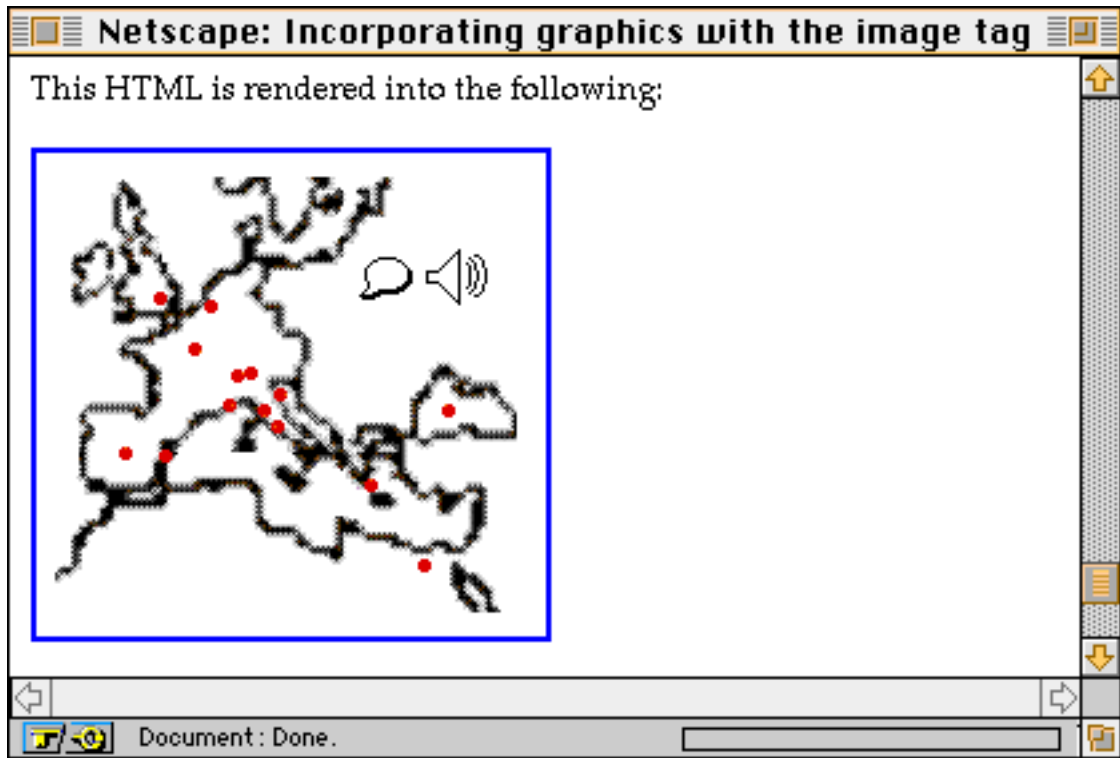 Netscape: Incorporating graphics with the image tag
This HTML is rendered into the following:
Document : Done.